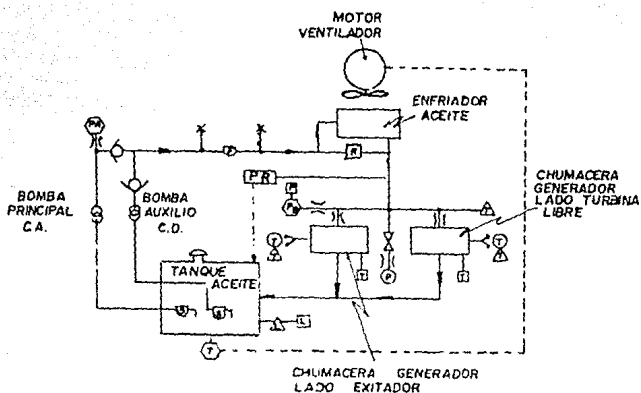 MOTOR
VENTILADOR
ENFRIADOR
ACEITE
PR
CHUMACERA
GENERADOR
LADO TURBINA
LIBRE
BOMBA
PRINCIPAL
C.A.
BOMBA
AUXILIO
C.D.
TANQUE
ACEITE
T
T
P
T
L
T
CHUMACERA GENERADOR
LADO EXITADOR